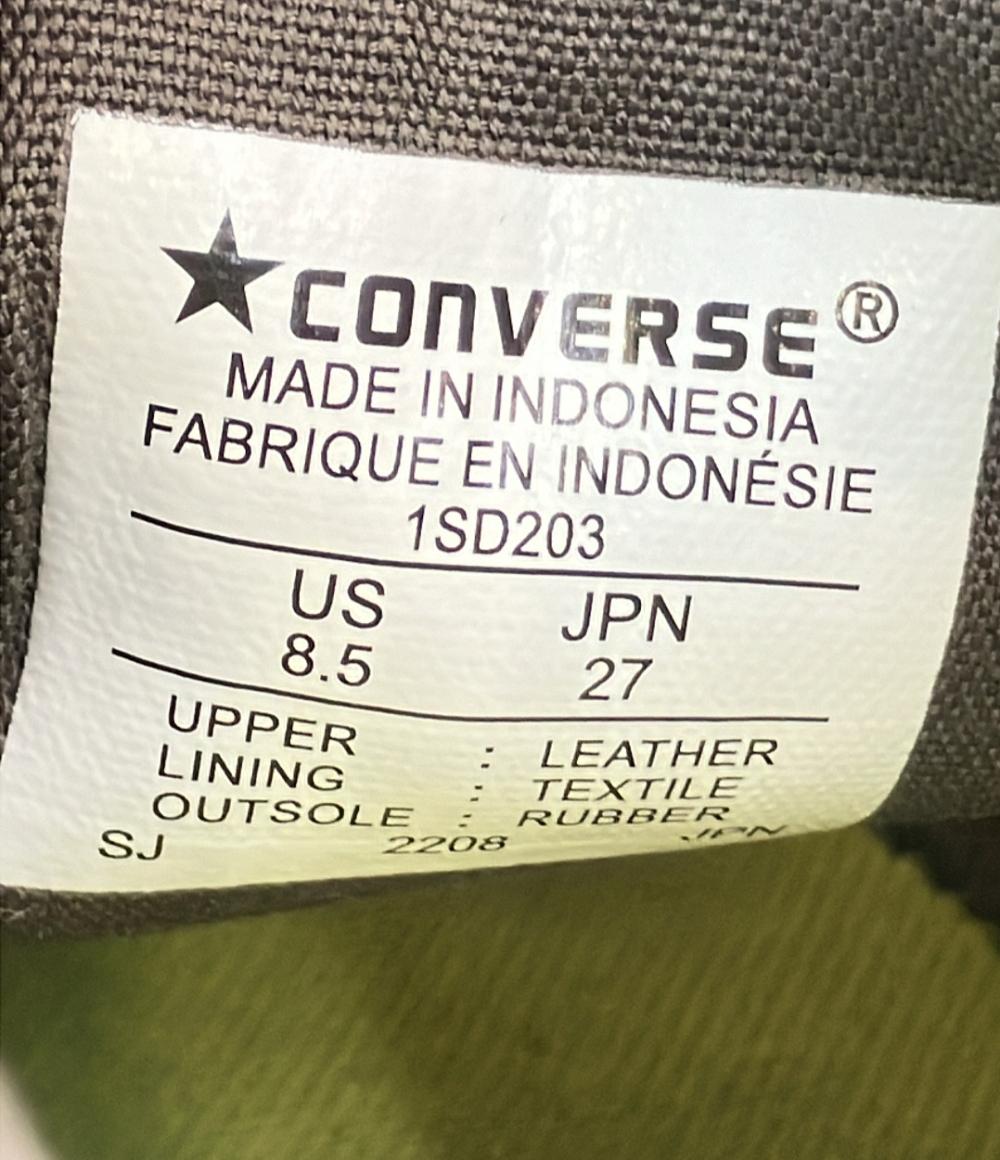 ★CONVERSE®
MADE IN INDONESIA
FABRIQUE EN INDONÉSIE
1SD203
US JPN
8.5 27
UPPER : LEATHER
LINING : TEXTILE
OUTSOLE : RUBBER
SJ 2208 JPN